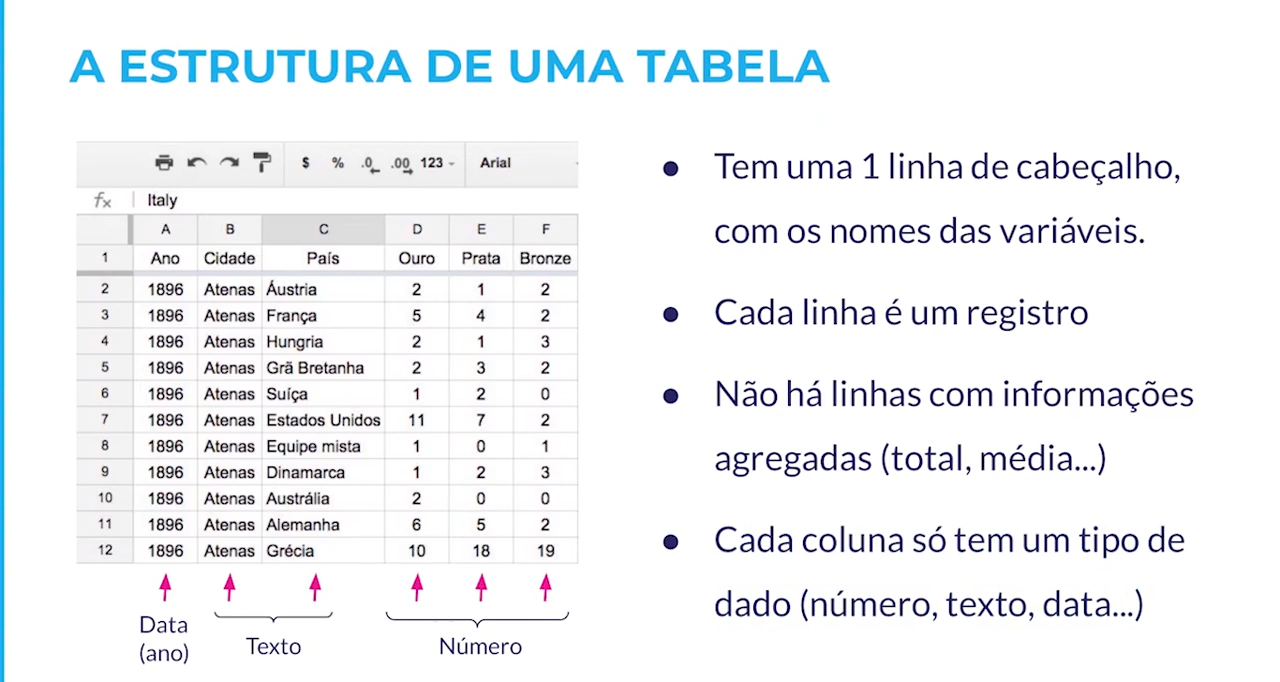 A ESTRUTURA DE UMA TABELA
$ % .0 .00 123 Arial
fx Italy
A B C D E F
1 Ano Cidade País Ouro Prata Bronze
2 1896 Atenas Áustria 2 1 2
3 1896 Atenas França 5 4 2
4 1896 Atenas Hungria 2 1 3
5 1896 Atenas Grã Bretanha 2 3 2
6 1896 Atenas Suíça 1 2 0
7 1896 Atenas Estados Unidos 11 7 2
8 1896 Atenas Equipe mista 1 0 1
9 1896 Atenas Dinamarca 1 2 3
10 1896 Atenas Austrália 2 0 0
11 1896 Atenas Alemanha 6 5 2
12 1896 Atenas Grécia 10 18 19
Data
(ano)
Texto
Número
● Tem uma 1 linha de cabeçalho,
com os nomes das variáveis.
● Cada linha é um registro
● Não há linhas com informações
agregadas (total, média...)
● Cada coluna só tem um tipo de
dado (número, texto, data...)